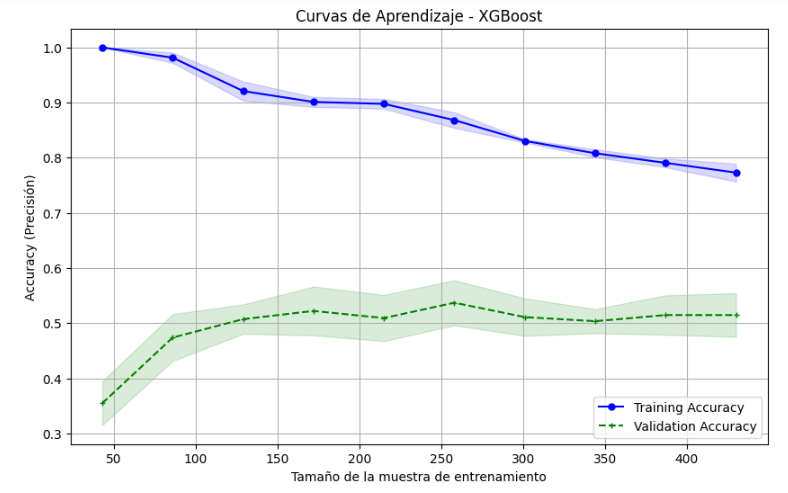 Curvas de Aprendizaje - XGBoost
Accuracy (Precisión)
1.0
0.9
0.8
0.7
0.6
0.5
0.4
0.3
Training Accuracy
Validation Accuracy
50 100 150 200 250 300 350 400
Tamaño de la muestra de entrenamiento